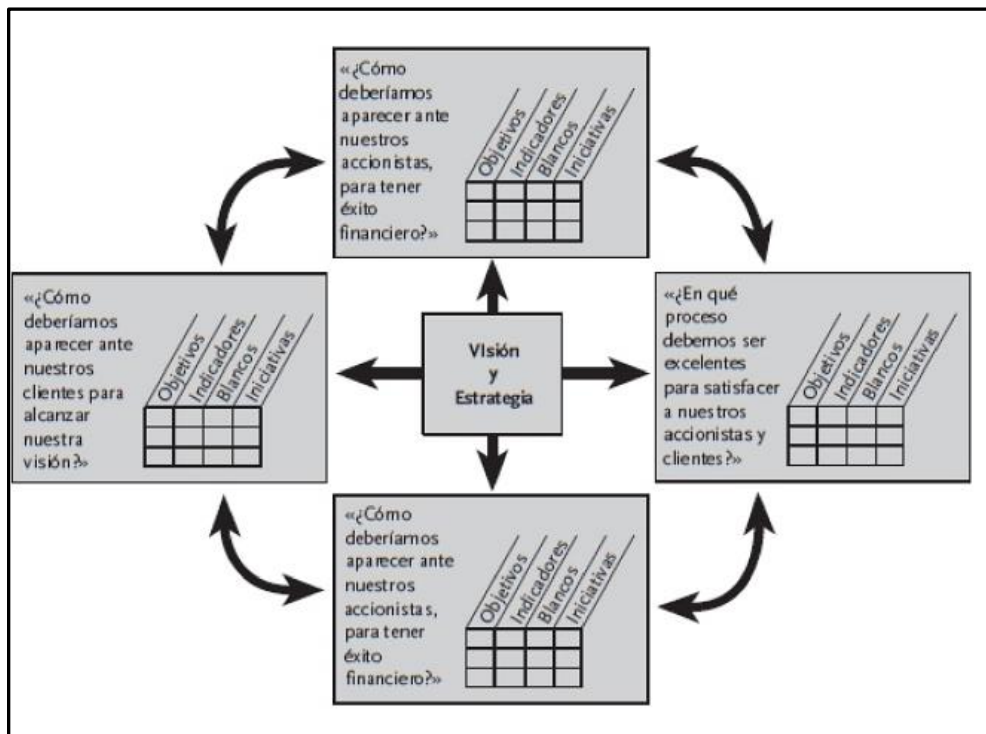 «¿Cómo
deberíamos
aparecer ante
nuestros
accionistas,
para tener
éxito
financiero?»
Objetivos
Indicadores
Blancos
Iniciativas
«¿Cómo
deberíamos
aparecer ante
nuestros
clientes para
alcanzar
nuestra
visión?»
Objetivos
Indicadores
Blancos
Iniciativas
VIsión
y
Estrategia
«¿En qué
proceso
debemos ser
excelentes
para satisfacer
a nuestros
accionistas y
clientes?»
Objetivos
Indicadores
Blancos
Iniciativas
«¿Cómo
deberíamos
aparecer ante
nuestros
accionistas,
para tener
éxito
financiero?»
Objetivos
Indicadores
Blancos
Iniciativas